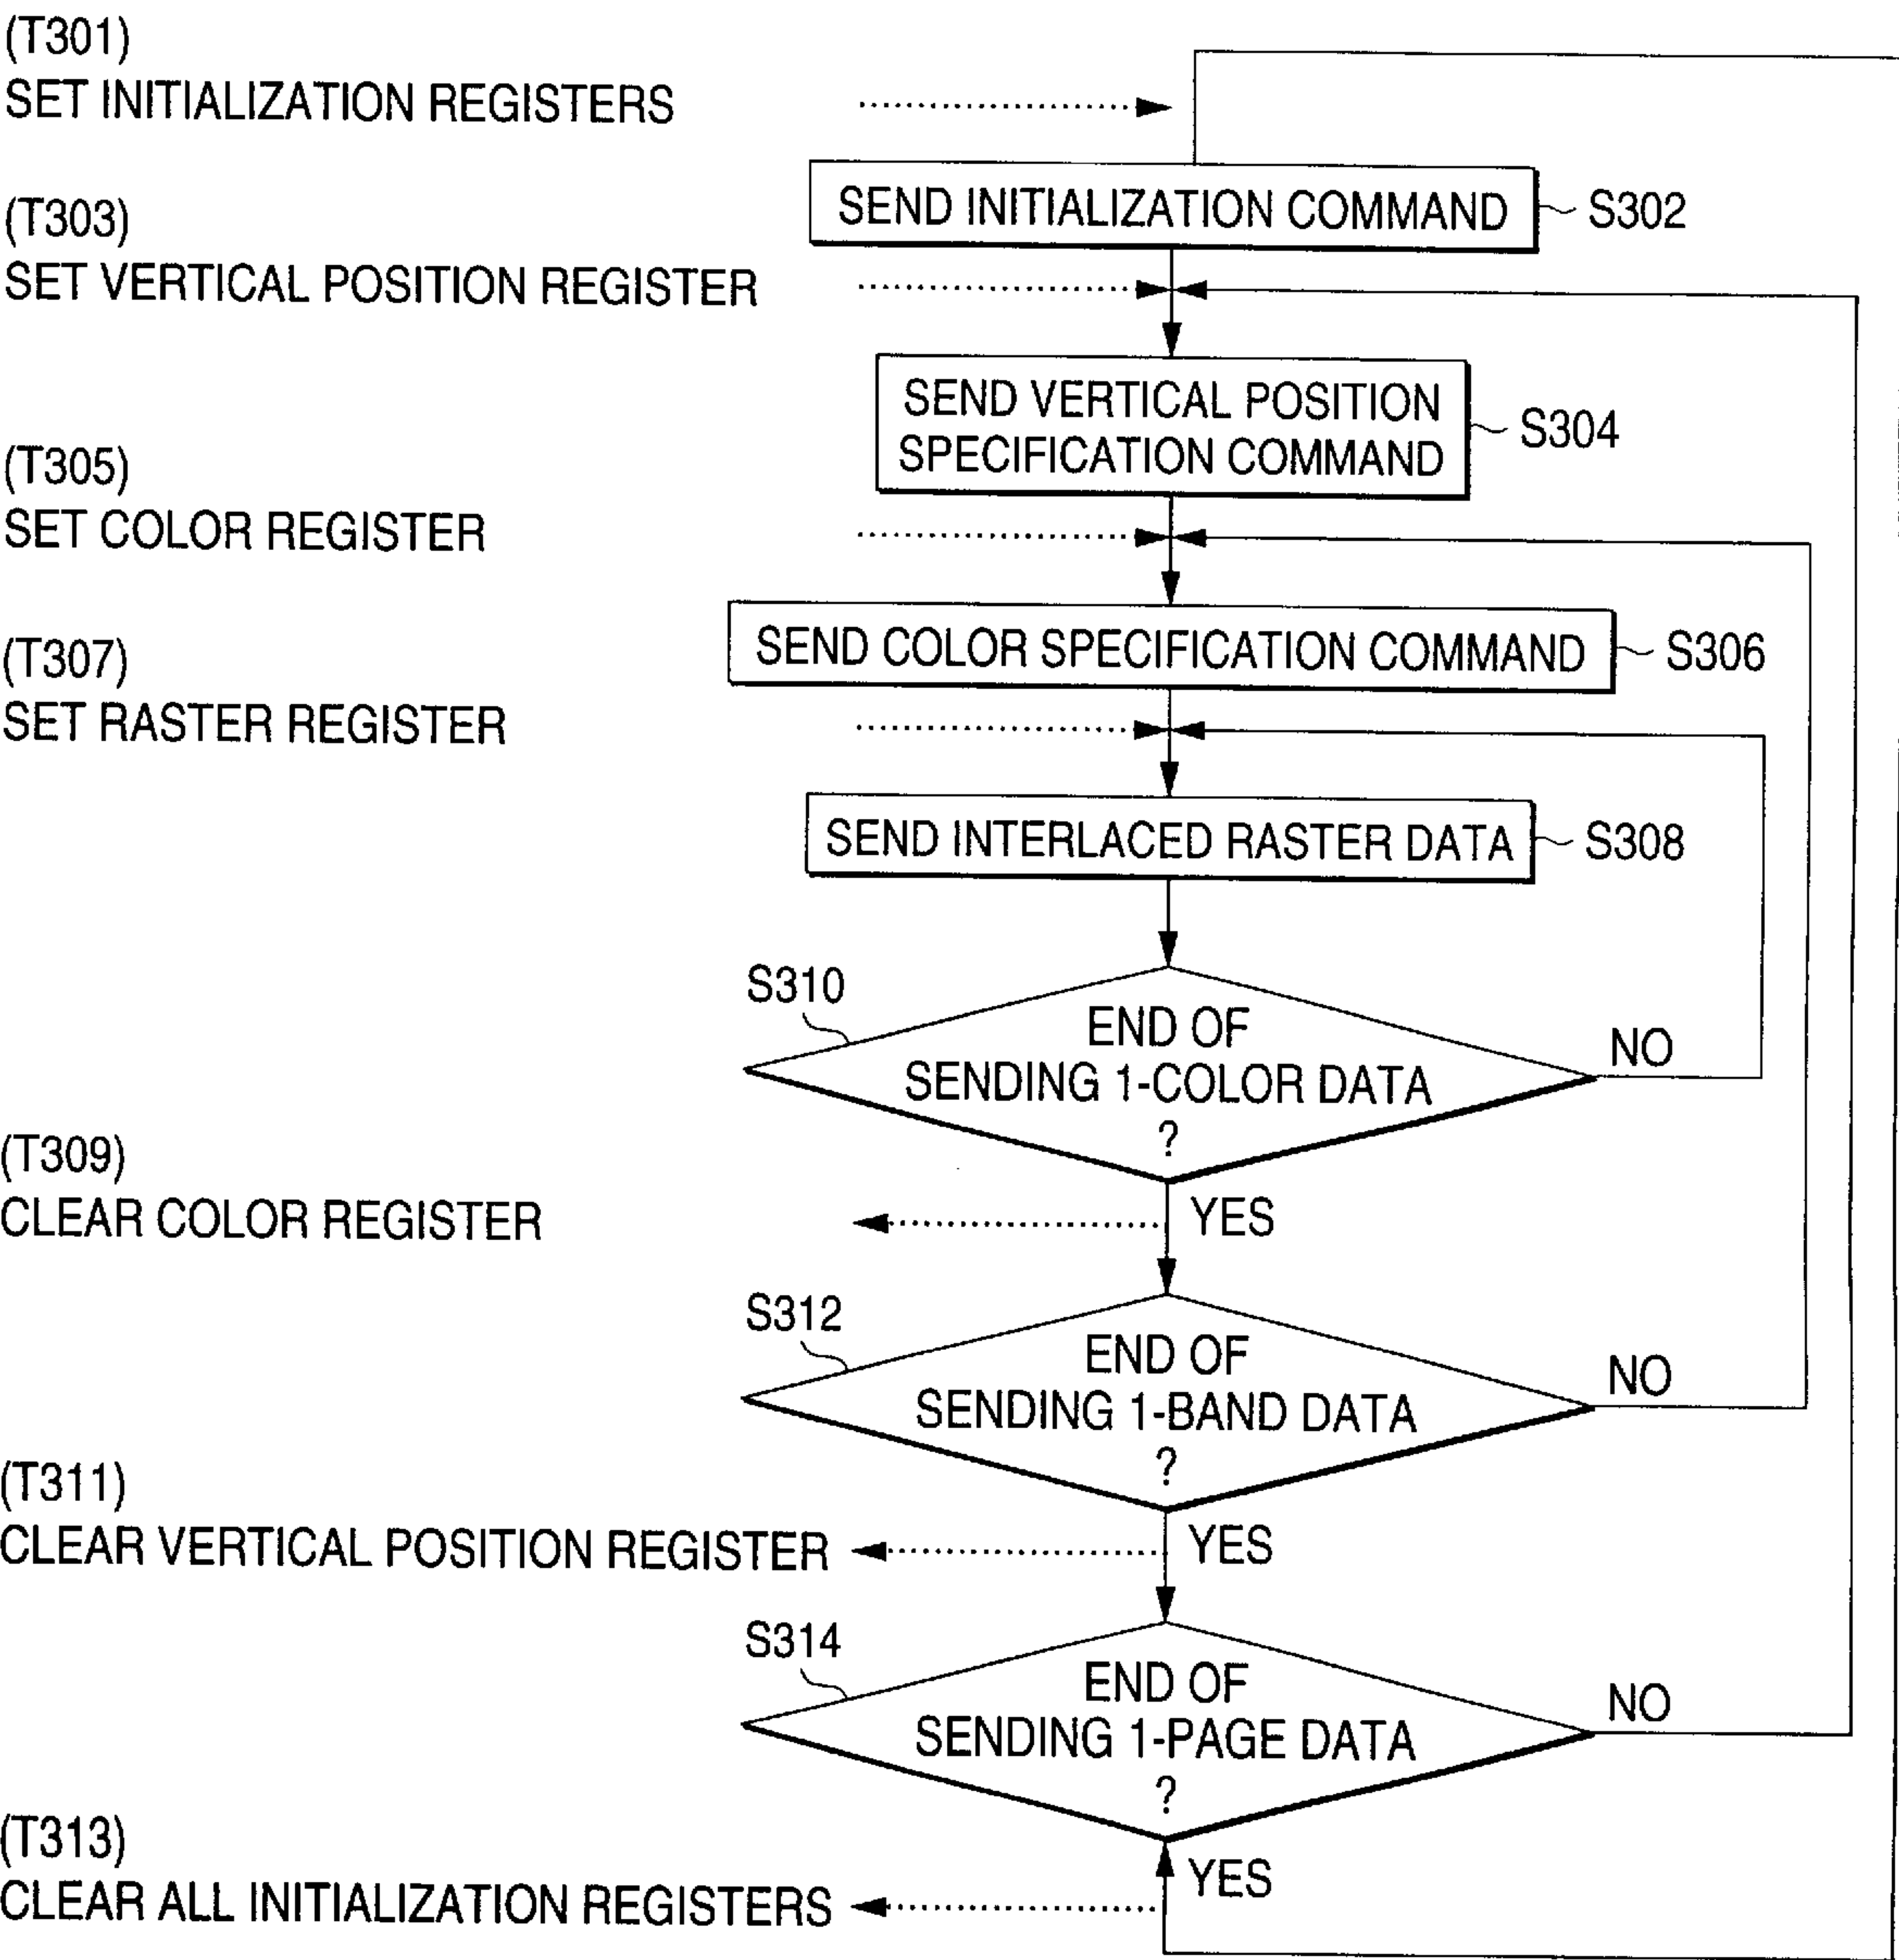 (T301)
SET INITIALIZATION REGISTERS
SEND INITIALIZATION COMMAND
S302
(T303)
SET VERTICAL POSITION REGISTER
SEND VERTICAL POSITION
SPECIFICATION COMMAND
S304
(T305)
SET COLOR REGISTER
SEND COLOR SPECIFICATION COMMAND
S306
(T307)
SET RASTER REGISTER
SEND INTERLACED RASTER DATA
S308
S310
END OF
SENDING 1-COLOR DATA
?
NO
(T309)
CLEAR COLOR REGISTER
YES
S312
END OF
SENDING 1-BAND DATA
?
NO
(T311)
CLEAR VERTICAL POSITION REGISTER
YES
S314
END OF
SENDING 1-PAGE DATA
?
NO
(T313)
CLEAR ALL INITIALIZATION REGISTERS
YES